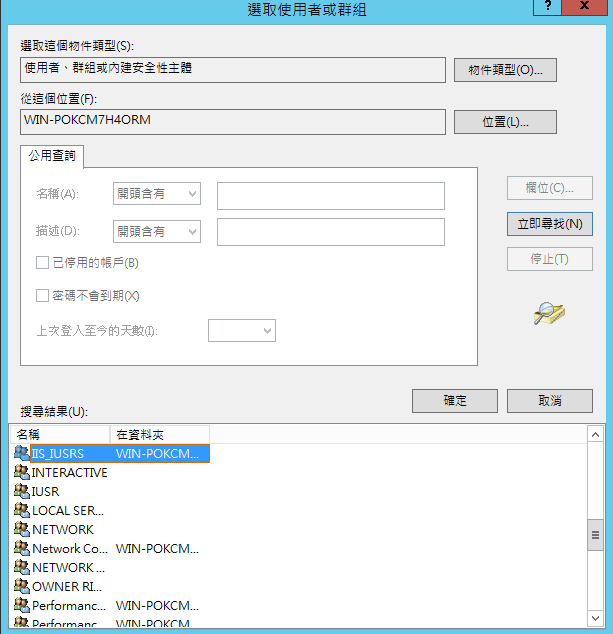 選取使用者或群組
? x
選取這個物件類型(S):
使用者、群組或內建安全性主體
物件類型(O)...
從這個位置(F):
WIN-POKCM7H4ORM
位置(L)...
公用查詢
名稱(A):
開頭含有
欄位(C)...
描述(D):
開頭含有
立即尋找(N)
已停用的帳戶(B)
停止(T)
密碼不會到期(X)
上次登入至今的天數(I):
確定
取消
搜尋結果(U):
名稱 在資料夾
IIS_IUSRS WIN-POKCM...
INTERACTIVE
IUSR
LOCAL SER...
NETWORK
Network Co... WIN-POKCM...
NETWORK ...
OWNER RI...
Performanc... WIN-POKCM...
Performanc... WIN-POKCM...